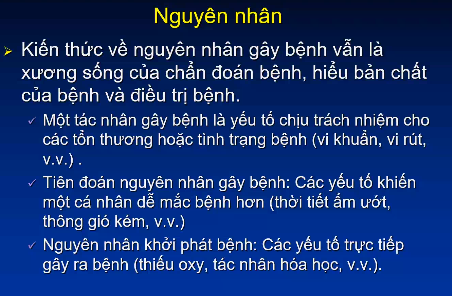 Nguyên nhân
Kiến thức về nguyên nhân gây bệnh vẫn là
xương sống của chẩn đoán bệnh, hiểu bản chất
của bệnh và điều trị bệnh.
Một tác nhân gây bệnh là yếu tố chịu trách nhiệm cho
các tổn thương hoặc tình trạng bệnh (vi khuẩn, vi rút,
v.v.) .
Tiên đoán nguyên nhân gây bệnh: Các yếu tố khiến
một cá nhân dễ mắc bệnh hơn (thời tiết ẩm ướt,
thông gió kém, v.v.)
Nguyên nhân khởi phát bệnh: Các yếu tố trực tiếp
gây ra bệnh (thiếu oxy, tác nhân hóa học, v.v.).